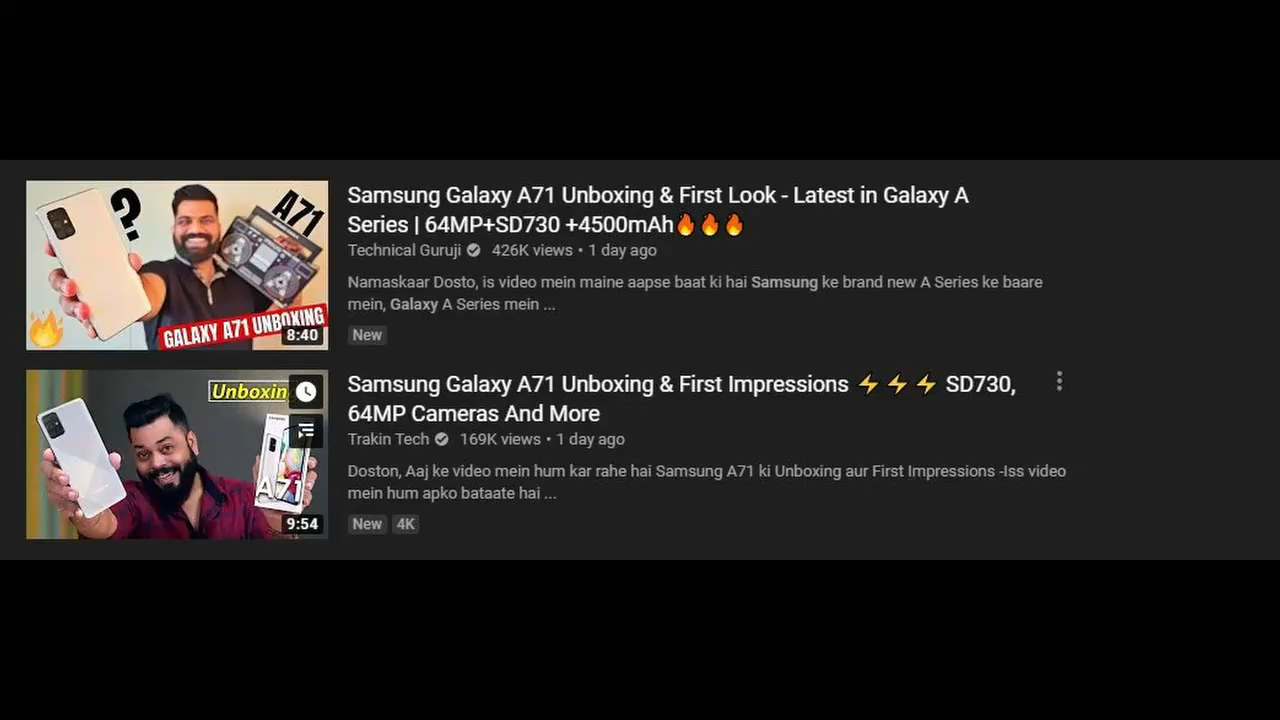 ?
A71
GALAXY A71 UNBOXING
8:40
Samsung Galaxy A71 Unboxing & First Look - Latest in Galaxy A
Series | 64MP+SD730 +4500mAh🔥🔥🔥
Technical Guruji 426K views • 1 day ago
Namaskaar Dosto, is video mein maine aapse baat ki hai Samsung ke brand new A Series ke baare
mein, Galaxy A Series mein ...
New
Unboxin
A71
9:54
Samsung Galaxy A71 Unboxing & First Impressions ⚡⚡⚡ SD730,
64MP Cameras And More
Trakin Tech 169K views • 1 day ago
Doston, Aaj ke video mein hum kar rahe hai Samsung A71 ki Unboxing aur First Impressions -Iss video
mein hum apko bataate hai ...
New 4K